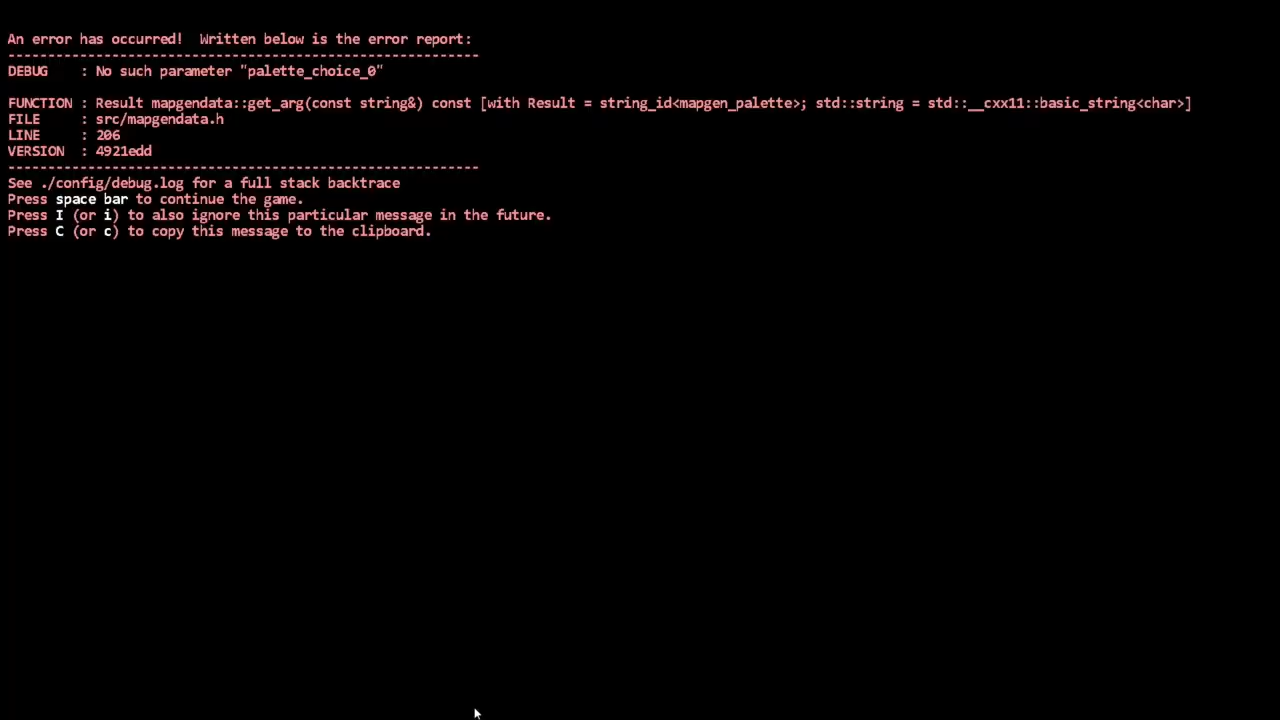 An error has occurred!  Written below is the error report:
-----------------------------------------------------------
DEBUG    : No such parameter "palette_choice_0"
FUNCTION : Result mapgendata::get_arg(const string&) const [with Result = string_id<mapgen_palette>; std::string = std::__cxx11::basic_string<char>]
FILE     : src/mapgendata.h
LINE     : 206
VERSION  : 4921edd
-----------------------------------------------------------
See ./config/debug.log for a full stack backtrace
Press space bar to continue the game.
Press I (or i) to also ignore this particular message in the future.
Press C (or c) to copy this message to the clipboard.